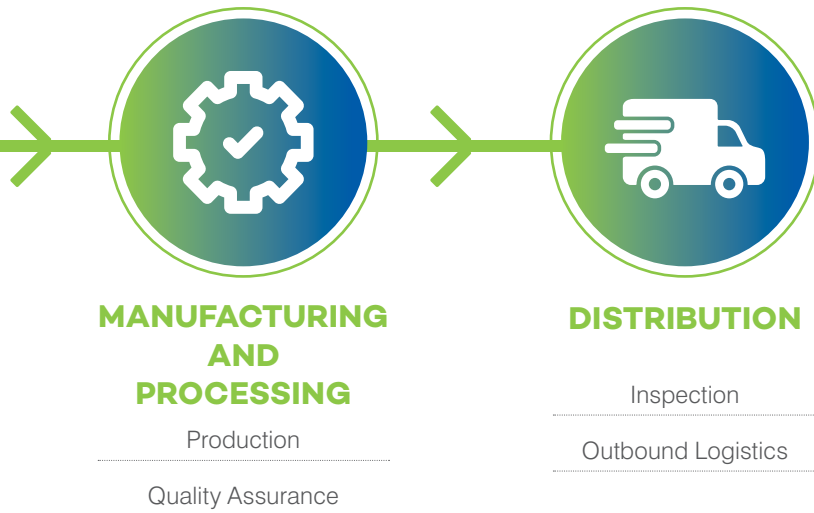 MANUFACTURING
AND
PROCESSING
Production
Quality Assurance
DISTRIBUTION
Inspection
Outbound Logistics